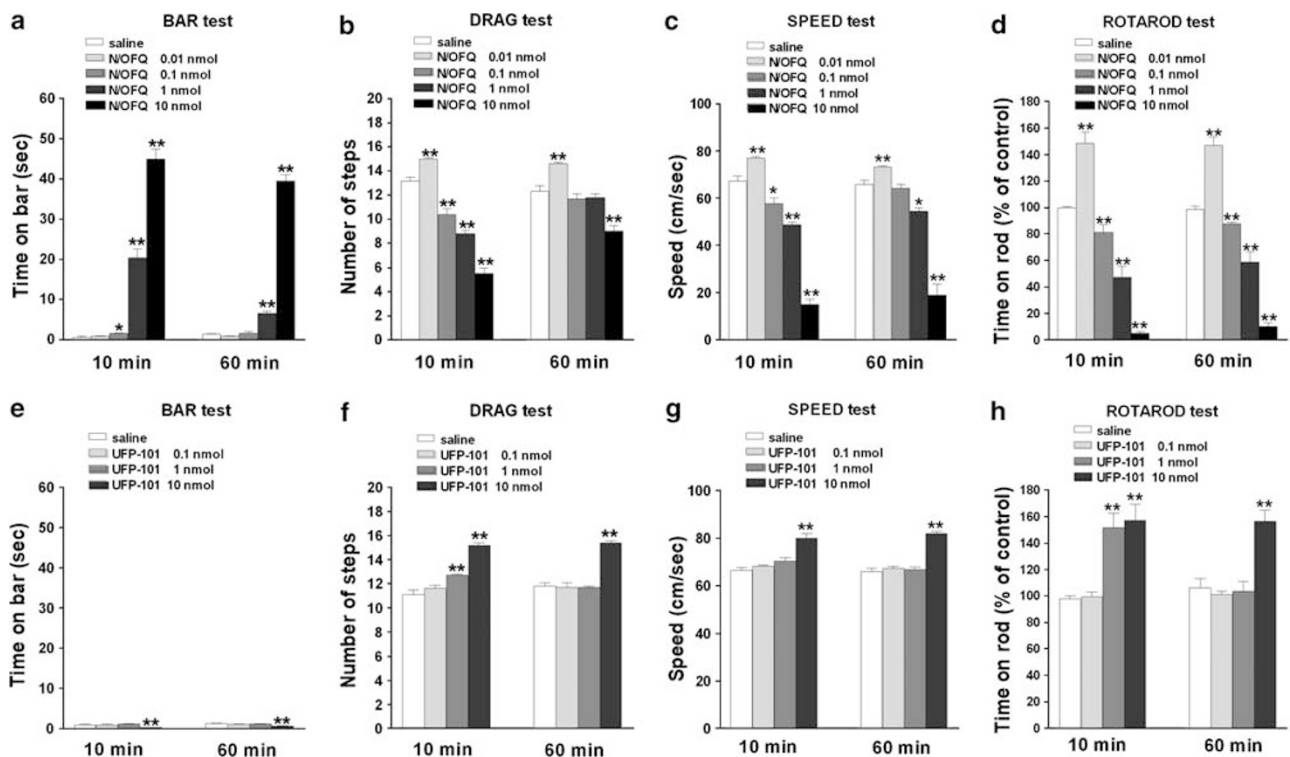 a
BAR test
saline
N/OFQ 0.01 nmol
N/OFQ 0.1 nmol
N/OFQ 1 nmol
N/OFQ 10 nmol
Time on bar (sec)
60
50
40
30
20
10
0
*
**
**
**
**
10 min
60 min
b
DRAG test
saline
N/OFQ 0.01 nmol
N/OFQ 0.1 nmol
N/OFQ 1 nmol
N/OFQ 10 nmol
Number of steps
20
18
16
14
12
10
8
6
4
2
0
**
**
**
**
**
**
10 min
60 min
c
SPEED test
saline
N/OFQ 0.01 nmol
N/OFQ 0.1 nmol
N/OFQ 1 nmol
N/OFQ 10 nmol
Speed (cm/sec)
100
80
60
40
20
0
**
*
**
**
**
*
**
10 min
60 min
d
ROTAROD test
saline
N/OFQ 0.01 nmol
N/OFQ 0.1 nmol
N/OFQ 1 nmol
N/OFQ 10 nmol
Time on rod (% of control)
180
160
140
120
100
80
60
40
20
0
**
**
**
**
**
**
**
**
10 min
60 min
e
BAR test
saline
UFP-101 0.1 nmol
UFP-101 1 nmol
UFP-101 10 nmol
Time on bar (sec)
60
50
40
30
20
10
0
**
**
10 min
60 min
f
DRAG test
saline
UFP-101 0.1 nmol
UFP-101 1 nmol
UFP-101 10 nmol
Number of steps
20
18
16
14
12
10
8
6
4
2
0
**
**
**
10 min
60 min
g
SPEED test
saline
UFP-101 0.1 nmol
UFP-101 1 nmol
UFP-101 10 nmol
Speed (cm/sec)
100
80
60
40
20
0
**
**
10 min
60 min
h
ROTAROD test
saline
UFP-101 0.1 nmol
UFP-101 1 nmol
UFP-101 10 nmol
Time on rod (% of control)
180
160
140
120
100
80
60
40
20
0
**
**
**
10 min
60 min